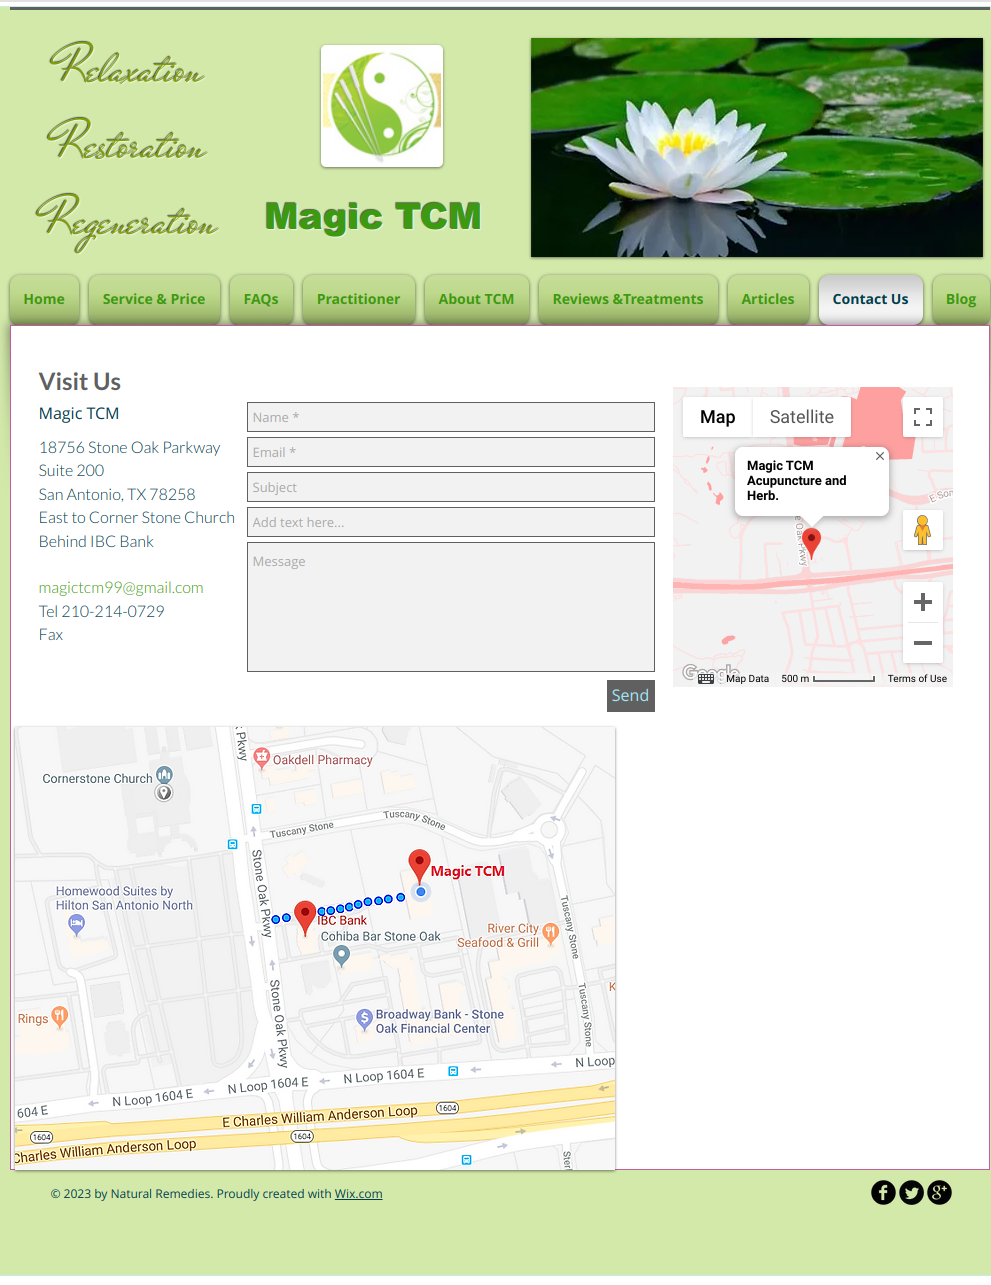 Relaxation
Restoration
Regeneration
Magic TCM
Home
Service & Price
FAQs
Practitioner
About TCM
Reviews &Treatments
Articles
Contact Us
Blog
Visit Us
Magic TCM
18756 Stone Oak Parkway
Suite 200
San Antonio, TX 78258
East to Corner Stone Church
Behind IBC Bank
magictcm99@gmail.com
Tel 210-214-0729
Fax
Name *
Email *
Subject
Add text here...
Message
Send
Map
Satellite
Magic TCM
Acupuncture and
Herb.
E Son
e Oak Pkwy
Google
Map Data
500 m
Terms of Use
k Pkwy
Oakdell Pharmacy
Cornerstone Church
Tuscany Stone
Tuscany Stone
Stone Oak Pkwy
Magic TCM
Homewood Suites by
Hilton San Antonio North
IBC Bank
Cohiba Bar Stone Oak
River City
Seafood & Grill
Tuscany Stone
Tuscany Stone
Stone Oak Pkwy
K
Rings
Broadway Bank - Stone
Oak Financial Center
N Loop
N Loop 1604 E
N Loop 1604 E
N Loop 1604 E
604 E
E Charles William Anderson Loop
1604
1604
1604
Charles William Anderson Loop
Ster
© 2023 by Natural Remedies. Proudly created with Wix.com